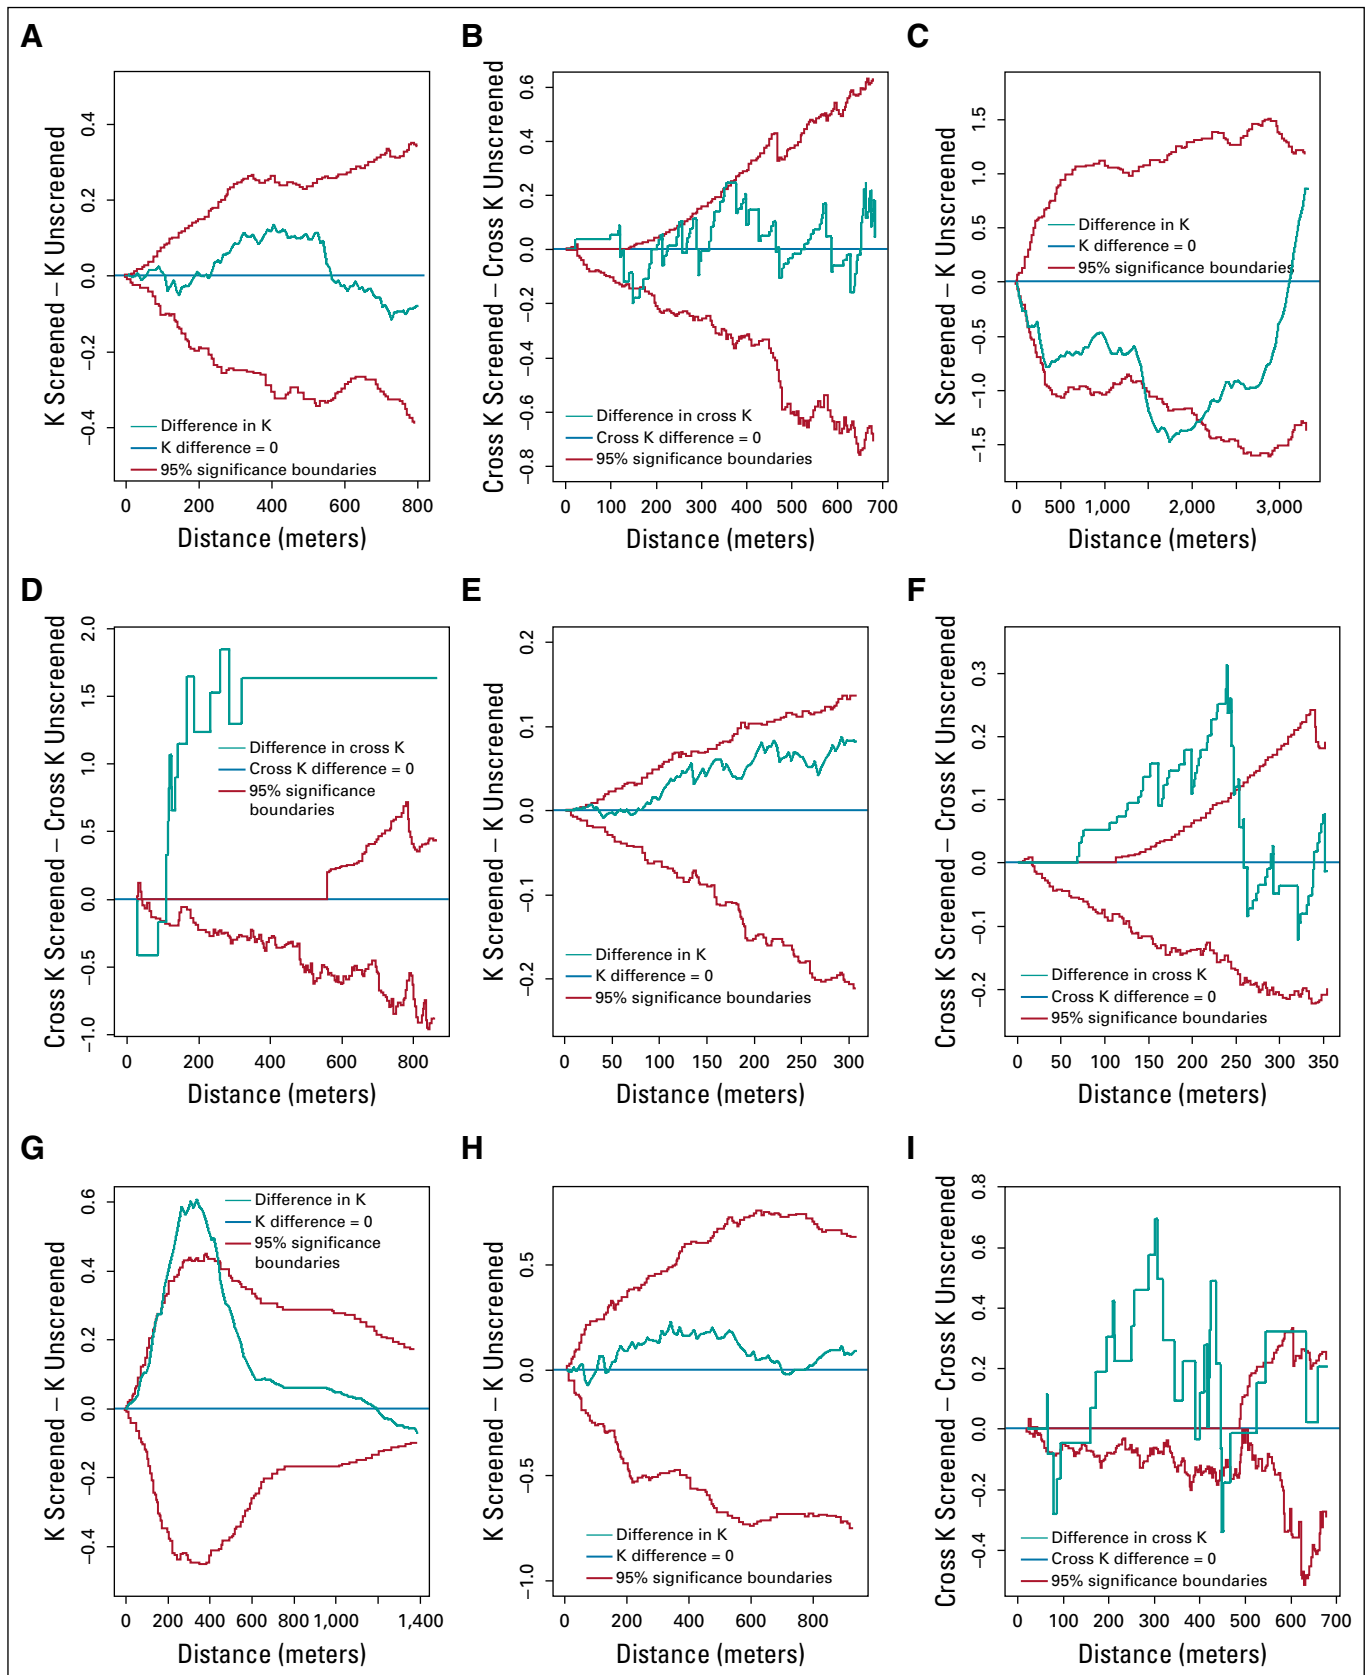 A
K Screened – K Unscreened
0.4
0.2
0.0
–0.2
–0.4
Difference in K
K difference = 0
95% significance boundaries
0 200 400 600 800
Distance (meters)
B
Cross K Screened – Cross K Unscreened
0.6
0.4
0.2
0.0
–0.2
–0.4
–0.6
–0.8
Difference in cross K
Cross K difference = 0
95% significance boundaries
0 100 200 300 400 500 600 700
Distance (meters)
C
K Screened – K Unscreened
1.5
1.0
0.5
0.0
–0.5
–1.0
–1.5
Difference in K
K difference = 0
95% significance boundaries
0 500 1,000 2,000 3,000
Distance (meters)
D
Cross K Screened – Cross K Unscreened
2.0
1.5
1.0
0.5
0.0
–0.5
–1.0
Difference in cross K
Cross K difference = 0
95% significance
boundaries
0 200 400 600 800
Distance (meters)
E
K Screened – K Unscreened
0.2
0.1
0.0
–0.1
–0.2
Difference in K
K difference = 0
95% significance boundaries
0 50 100 150 200 250 300
Distance (meters)
F
Cross K Screened – Cross K Unscreened
0.3
0.2
0.1
0.0
–0.1
–0.2
Difference in cross K
Cross K difference = 0
95% significance boundaries
0 50 100 150 200 250 300 350
Distance (meters)
G
K Screened – K Unscreened
0.6
0.4
0.2
0.0
–0.2
–0.4
Difference in K
K difference = 0
95% significance
boundaries
0 200 400 600 800 1,000 1,400
Distance (meters)
H
K Screened – K Unscreened
0.5
0.0
–0.5
–1.0
Difference in K
K difference = 0
95% significance boundaries
0 200 400 600 800
Distance (meters)
I
Cross K Screened – Cross K Unscreened
0.8
0.6
0.4
0.2
0.0
–0.2
–0.4
Difference in cross K
Cross K difference = 0
95% significance boundaries
0 100 200 300 400 500 600 700
Distance (meters)